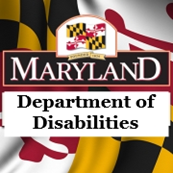 MARYLAND
Department of
Disabilities